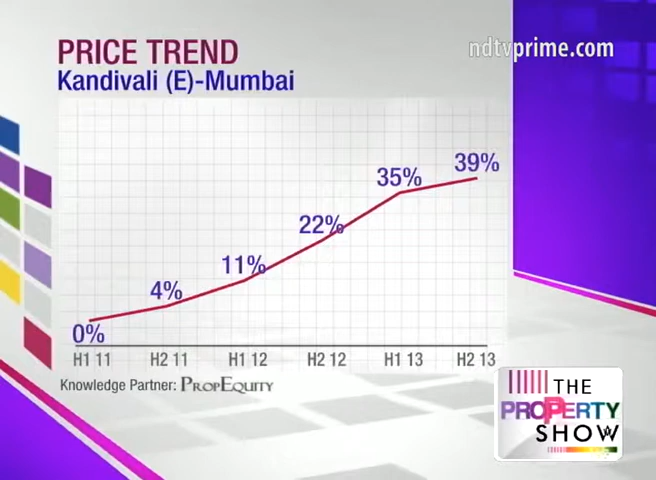 PRICE TREND
Kandivali (E)-Mumbai
ndtvprime.com
39%
35%
22%
11%
4%
0%
H1 11 H2 11 H1 12 H2 12 H1 13 H2 13
Knowledge Partner: PROPEQUITY
THE
PROPERTY
SHOW